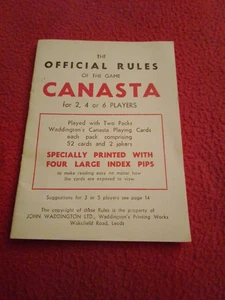 THE
OFFICIAL RULES
OF THE GAME
CANASTA
for 2, 4 or 6 PLAYERS
Played with Two Packs
Waddington's Canasta Playing Cards
each pack comprising
52 cards and 2 jokers
SPECIALLY PRINTED WITH
FOUR LARGE INDEX PIPS
to make reading easy no matter how
the cards are exposed to view
Suggestions for 3 or 5 players see page 14
The copyright of these Rules is the property of
JOHN WADDINGTON LTD., Waddington's Printing Works
Wakefield Road, Leeds